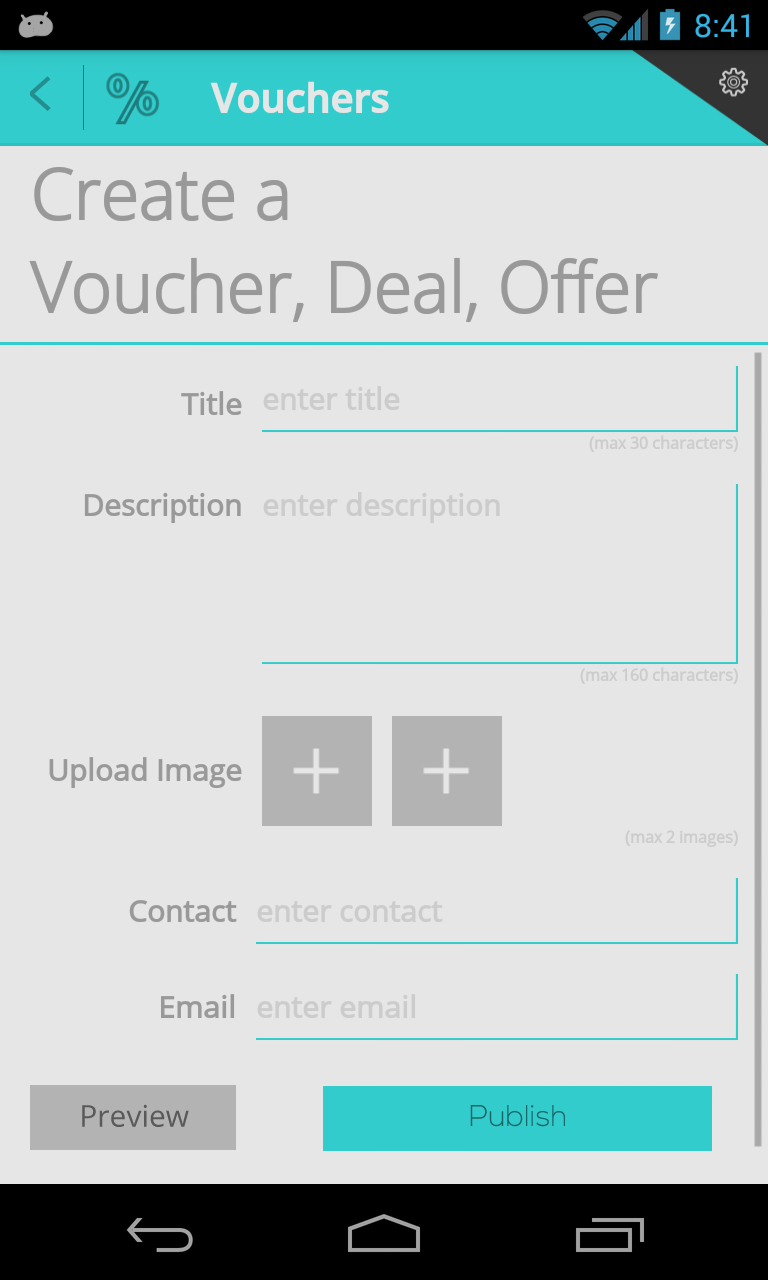 8:41
% Vouchers
Create a
Voucher, Deal, Offer
Title enter title
(max 30 characters)
Description enter description
(max 160 characters)
Upload Image + +
(max 2 images)
Contact enter contact
Email enter email
Preview Publish